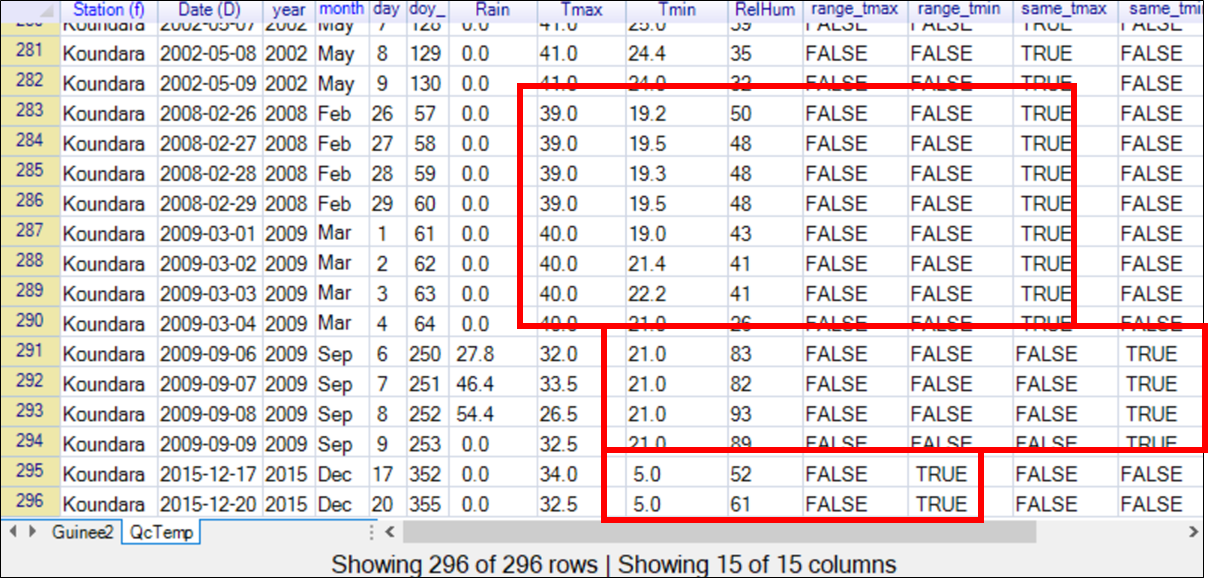 Station (f) Date (D) year month day doy_ Rain Tmax Tmin RelHum range_tmax range_tmin same_tmax same_tmi
280 Koundara 2002-05-07 2002 May 7 128 0.0 41.0 25.0 39 FALSE FALSE TRUE FALSE
281 Koundara 2002-05-08 2002 May 8 129 0.0 41.0 24.4 35 FALSE FALSE TRUE FALSE
282 Koundara 2002-05-09 2002 May 9 130 0.0 41.0 24.0 32 FALSE FALSE TRUE FALSE
283 Koundara 2008-02-26 2008 Feb 26 57 0.0 39.0 19.2 50 FALSE FALSE TRUE FALSE
284 Koundara 2008-02-27 2008 Feb 27 58 0.0 39.0 19.5 48 FALSE FALSE TRUE FALSE
285 Koundara 2008-02-28 2008 Feb 28 59 0.0 39.0 19.3 48 FALSE FALSE TRUE FALSE
286 Koundara 2008-02-29 2008 Feb 29 60 0.0 39.0 19.5 48 FALSE FALSE TRUE FALSE
287 Koundara 2009-03-01 2009 Mar 1 61 0.0 40.0 19.0 43 FALSE FALSE TRUE FALSE
288 Koundara 2009-03-02 2009 Mar 2 62 0.0 40.0 21.4 41 FALSE FALSE TRUE FALSE
289 Koundara 2009-03-03 2009 Mar 3 63 0.0 40.0 22.2 41 FALSE FALSE TRUE FALSE
290 Koundara 2009-03-04 2009 Mar 4 64 0.0 40.0 21.0 26 FALSE FALSE TRUE FALSE
291 Koundara 2009-09-06 2009 Sep 6 250 27.8 32.0 21.0 83 FALSE FALSE FALSE TRUE
292 Koundara 2009-09-07 2009 Sep 7 251 46.4 33.5 21.0 82 FALSE FALSE FALSE TRUE
293 Koundara 2009-09-08 2009 Sep 8 252 54.4 26.5 21.0 93 FALSE FALSE FALSE TRUE
294 Koundara 2009-09-09 2009 Sep 9 253 0.0 32.5 21.0 89 FALSE FALSE FALSE TRUE
295 Koundara 2015-12-17 2015 Dec 17 352 0.0 34.0 5.0 52 FALSE TRUE FALSE FALSE
296 Koundara 2015-12-20 2015 Dec 20 355 0.0 32.5 5.0 61 FALSE TRUE FALSE FALSE
Guinee2 QcTemp
Showing 296 of 296 rows | Showing 15 of 15 columns